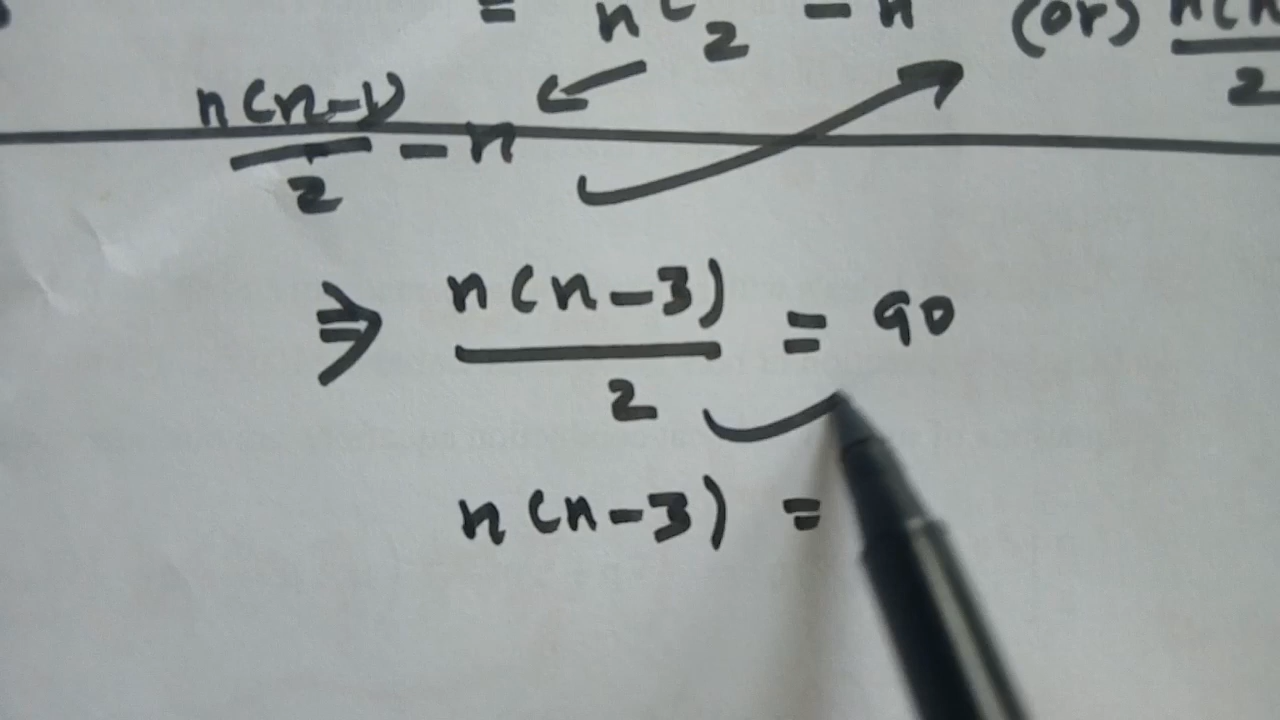 = nC2 - n (or) n(n
2
n(n-1)
2 - n
⇒ n(n-3)
2 = 90
n(n-3) =